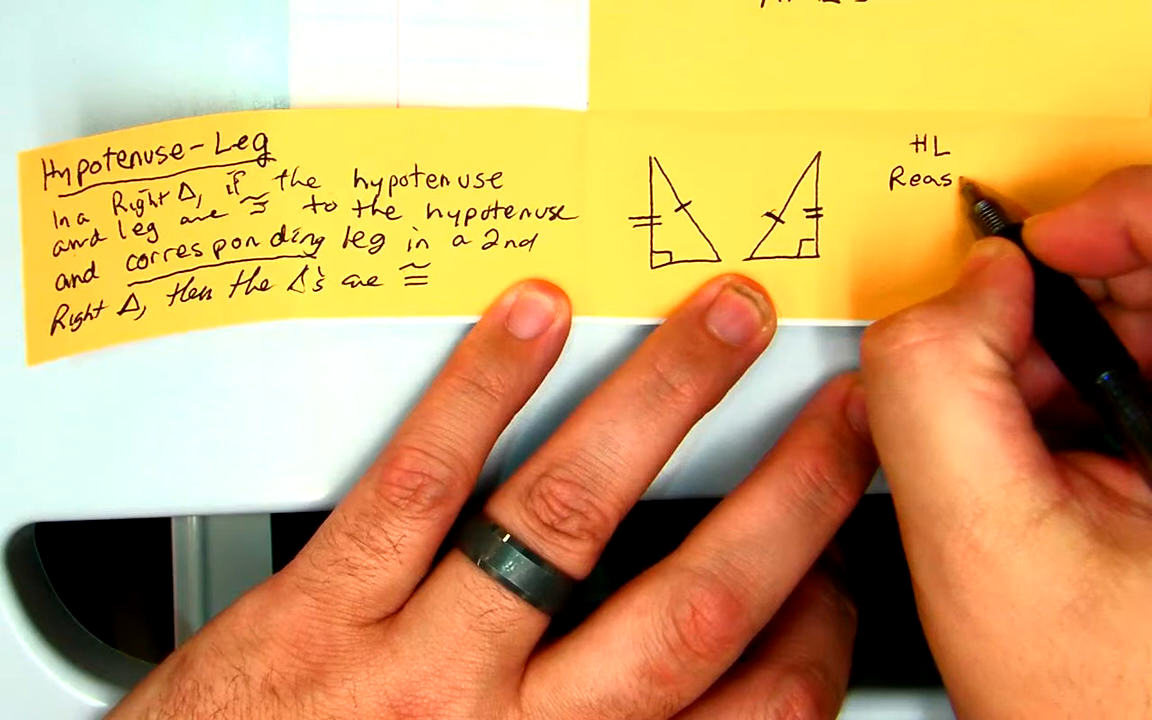 Hypotenuse-Leg
In a Right Δ, if the hypotenuse
and leg are ≅ to the hypotenuse
and corresponding leg in a 2nd
Right Δ, then the Δ's are ≅
HL
Reas